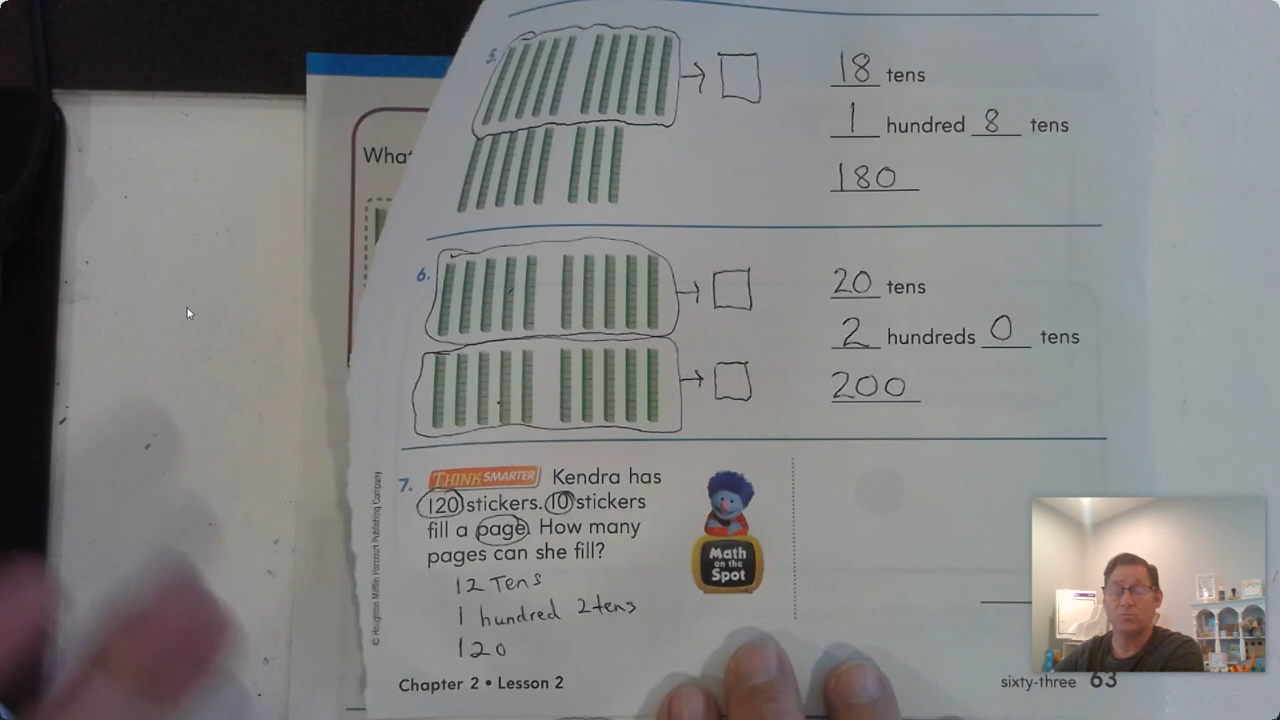 What
5.
18 tens
1 hundred 8 tens
180
6.
20 tens
2 hundreds 0 tens
200
7. THINK SMARTER Kendra has
120 stickers. 10 stickers
fill a page. How many
pages can she fill?
Math
on the
Spot
12 Tens
1 hundred 2 tens
120
© Houghton Mifflin Harcourt Publishing Company
Chapter 2 • Lesson 2
sixty-three 63